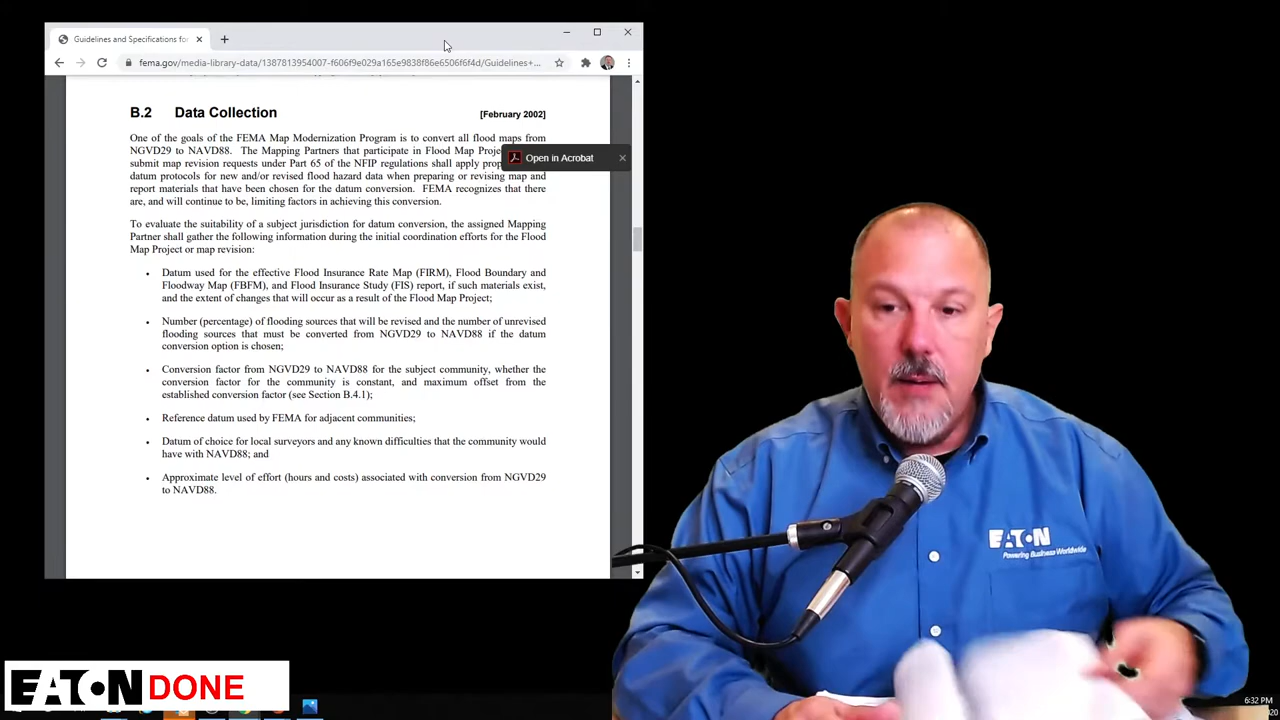 Guidelines and Specifications for
fema.gov/media-library-data/1387813954007-f606f9e029a165e9838f86e6506f6f4d/Guidelines+...
B.2 Data Collection [February 2002]
One of the goals of the FEMA Map Modernization Program is to convert all flood maps from
NGVD29 to NAVD88. The Mapping Partners that participate in Flood Map
submit map revision requests under Part 65 of the NFIP regulations shall apply
Open in Acrobat
datum protocols for new and/or revised flood hazard data when preparing or revising map and
report materials that have been chosen for the datum conversion. FEMA recognizes that there
are, and will continue to be, limiting factors in achieving this conversion.
To evaluate the suitability of a subject jurisdiction for datum conversion, the assigned Mapping
Partner shall gather the following information during the initial coordination efforts for the Flood
Map Project or map revision:
• Datum used for the effective Flood Insurance Rate Map (FIRM), Flood Boundary and
Floodway Map (FBFM), and Flood Insurance Study (FIS) report, if such materials exist,
and the extent of changes that will occur as a result of the Flood Map Project;
• Number (percentage) of flooding sources that will be revised and the number of unrevised
flooding sources that must be converted from NGVD29 to NAVD88 if the datum
conversion option is chosen;
• Conversion factor from NGVD29 to NAVD88 for the subject community, whether the
conversion factor for the community is constant, and maximum offset from the
established conversion factor (see Section B.4.1);
• Reference datum used by FEMA for adjacent communities;
• Datum of choice for local surveyors and any known difficulties that the community would
have with NAVD88; and
• Approximate level of effort (hours and costs) associated with conversion from NGVD29
to NAVD88.
EATON
Powering Business Worldwide
EATON DONE
6:32 PM